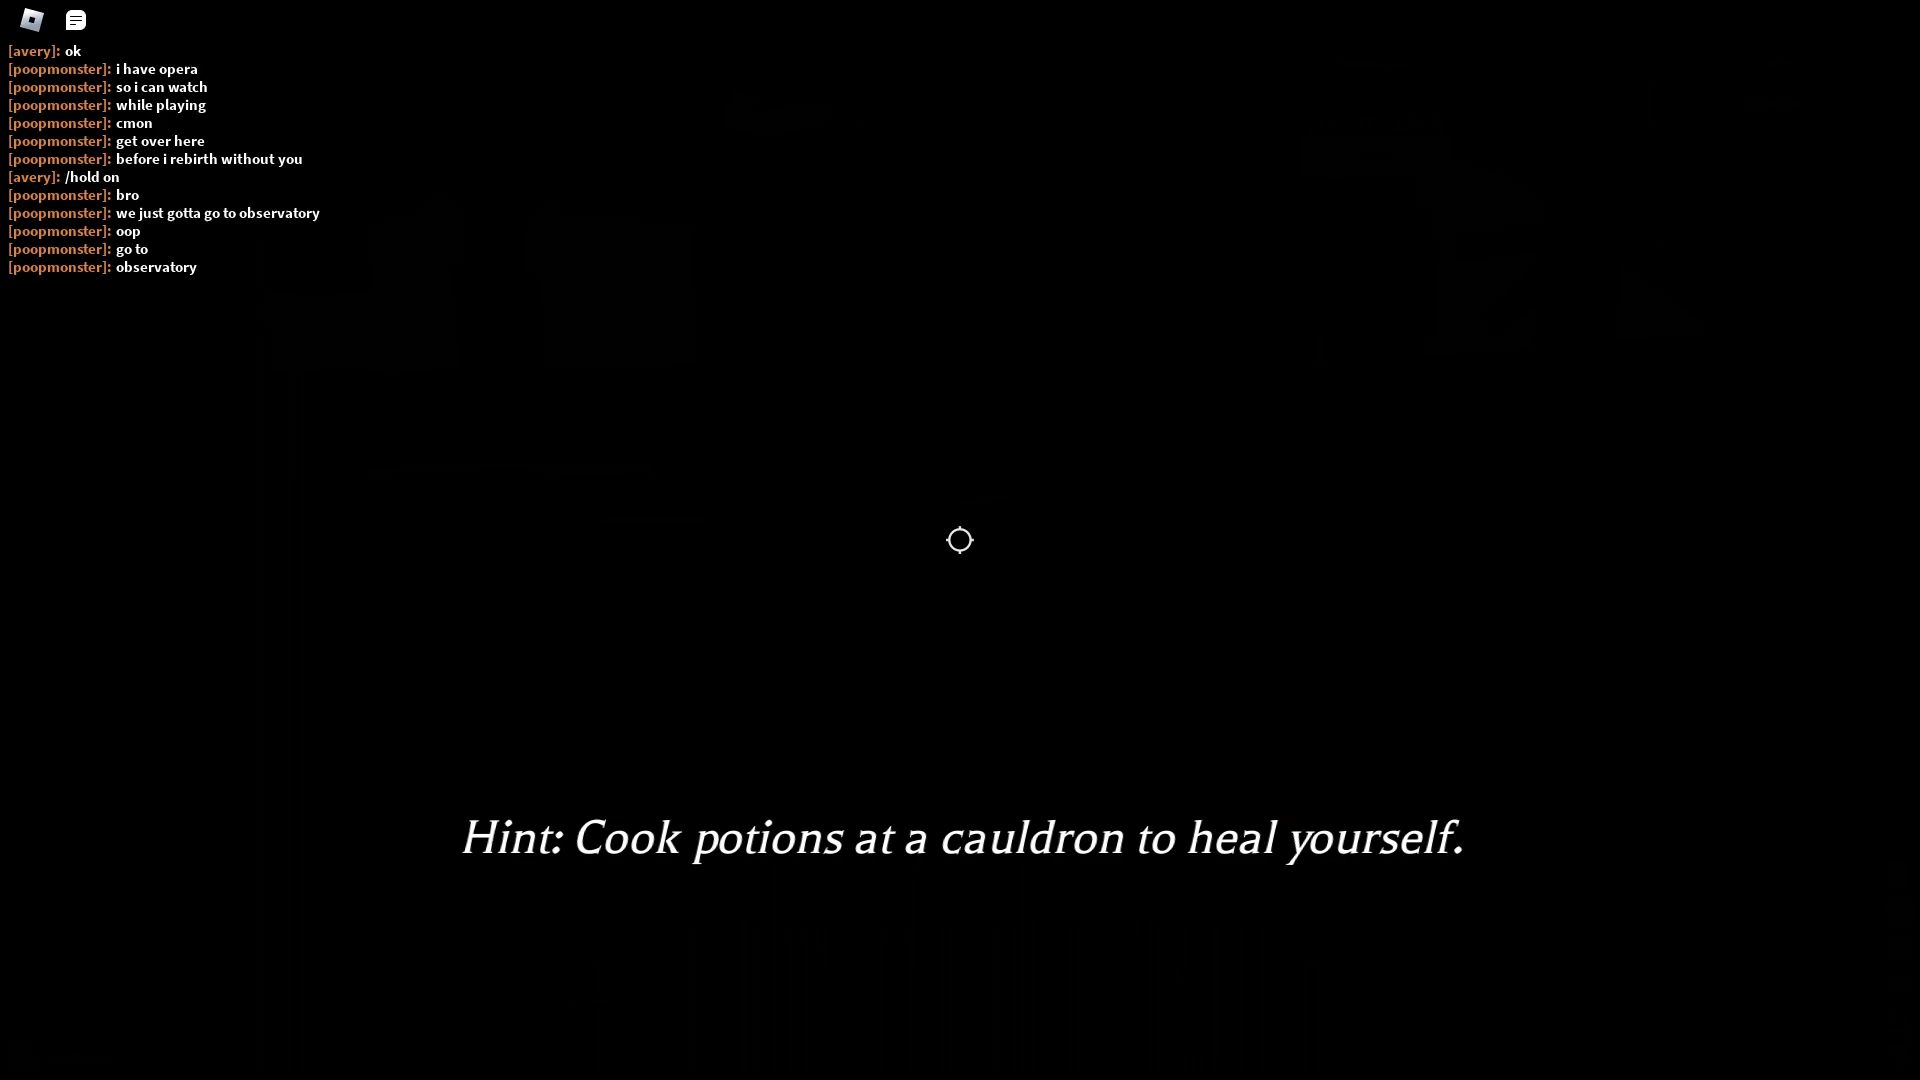 [avery]: ok
[poopmonster]: i have opera
[poopmonster]: so i can watch
[poopmonster]: while playing
[poopmonster]: cmon
[poopmonster]: get over here
[poopmonster]: before i rebirth without you
[avery]: /hold on
[poopmonster]: bro
[poopmonster]: we just gotta go to observatory
[poopmonster]: oop
[poopmonster]: go to
[poopmonster]: observatory
Hint: Cook potions at a cauldron to heal yourself.